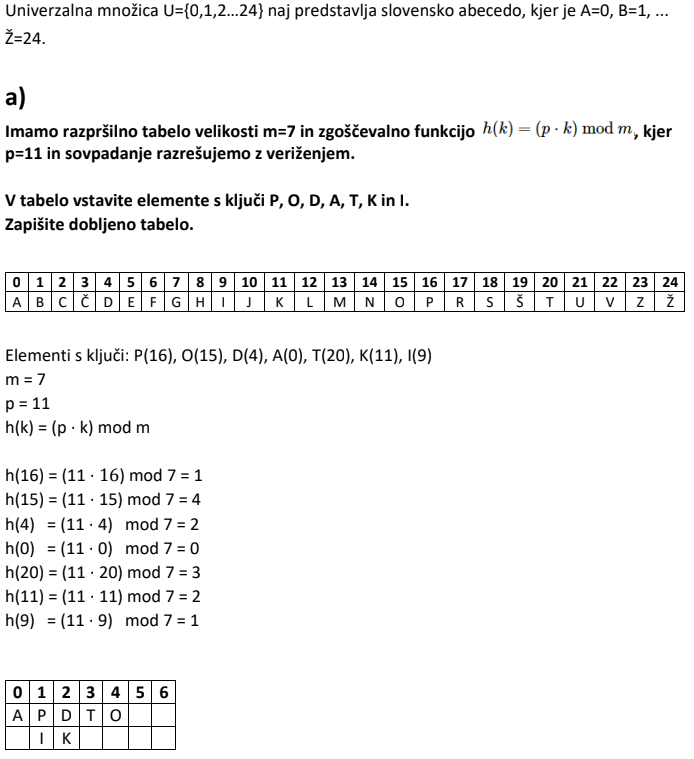 Univerzalna množica U={0,1,2…24} naj predstavlja slovensko abecedo, kjer je A=0, B=1, ...
Ž=24.
a)
Imamo razpršilno tabelo velikosti m=7 in zgoščevalno funkcijo h(k) = (p · k) mod m, kjer
p=11 in sovpadanje razrešujemo z veriženjem.
V tabelo vstavite elemente s ključi P, O, D, A, T, K in I.
Zapišite dobljeno tabelo.
0 1 2 3 4 5 6 7 8 9 10 11 12 13 14 15 16 17 18 19 20 21 22 23 24
A B C Č D E F G H I J K L M N O P R S Š T U V Z Ž
Elementi s ključi: P(16), O(15), D(4), A(0), T(20), K(11), I(9)
m = 7
p = 11
h(k) = (p · k) mod m
h(16) = (11 · 16) mod 7 = 1
h(15) = (11 · 15) mod 7 = 4
h(4) = (11 · 4) mod 7 = 2
h(0) = (11 · 0) mod 7 = 0
h(20) = (11 · 20) mod 7 = 3
h(11) = (11 · 11) mod 7 = 2
h(9) = (11 · 9) mod 7 = 1
0 1 2 3 4 5 6
A P D T O
I K